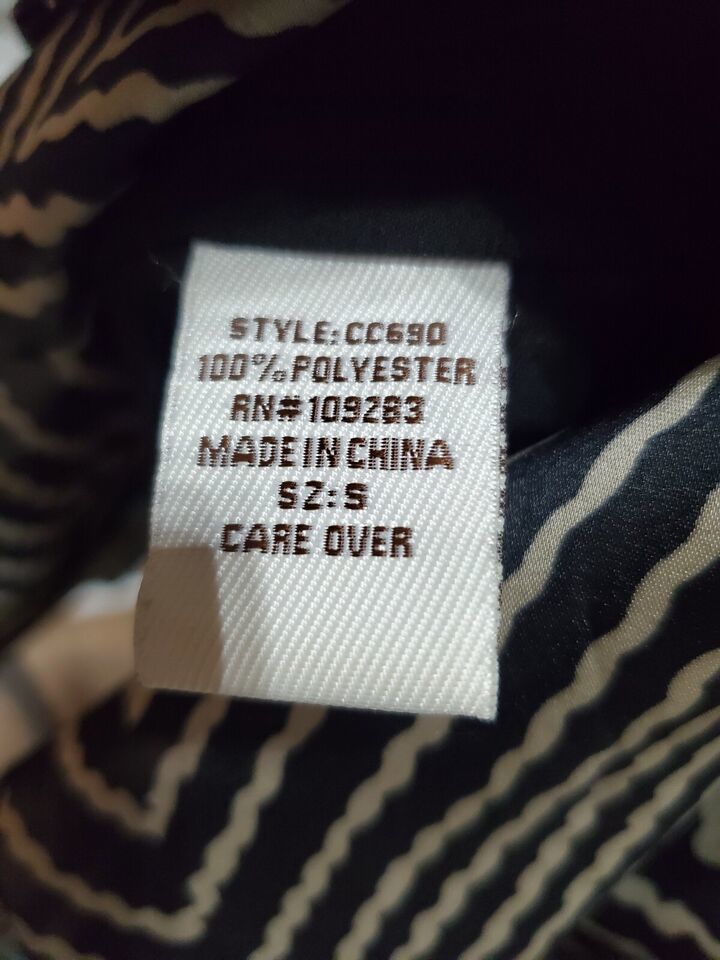 STYLE:CC690
100%POLYESTER
RN#109283
MADE IN CHINA
SZ:S
CARE OVER